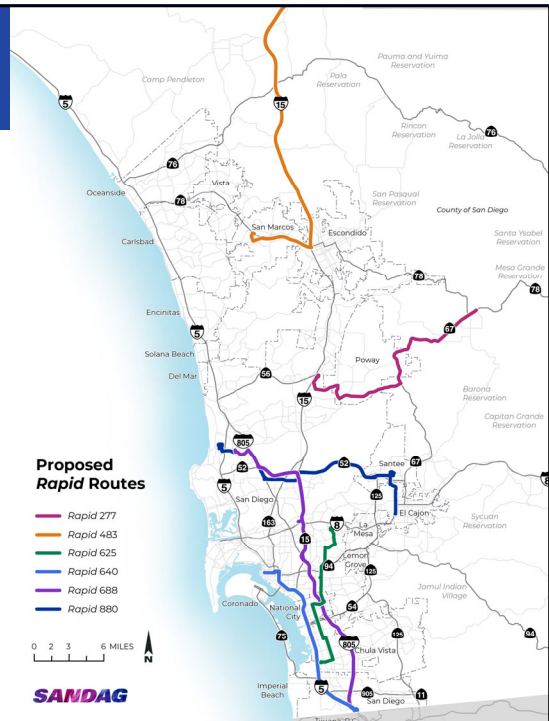 Pauma and Yuima
Reservation
Camp Pendleton
Pala
Reservation
5
15
Rincon
Reservation
La Jolla
Reservation
76
76
Vista
Oceanside
78
San Pasqual
Reservation
County of San Diego
San Marcos
Escondido
Santa Ysabel
Reservation
Carlsbad
Mesa Grande
Reservation
78
78
Encinitas
5
67
Solana Beach
Poway
Del Mar
56
15
Barona
Reservation
Capitan Grande
Reservation
805
52
52
Santee
67
8
Proposed
Rapid Routes
5
San Diego
125
El Cajon
Sycuan
Reservation
163
8
La
Mesa
15
Rapid 277
Rapid 483
Rapid 625
Rapid 640
Rapid 688
Rapid 880
94
Lemon
Grove
125
Jamul Indian
Village
Coronado
National
City
54
75
125
94
805
Chula Vista
0 2 3 6 MILES
N
Imperial
Beach
5
905
San Diego
11
SANDAG